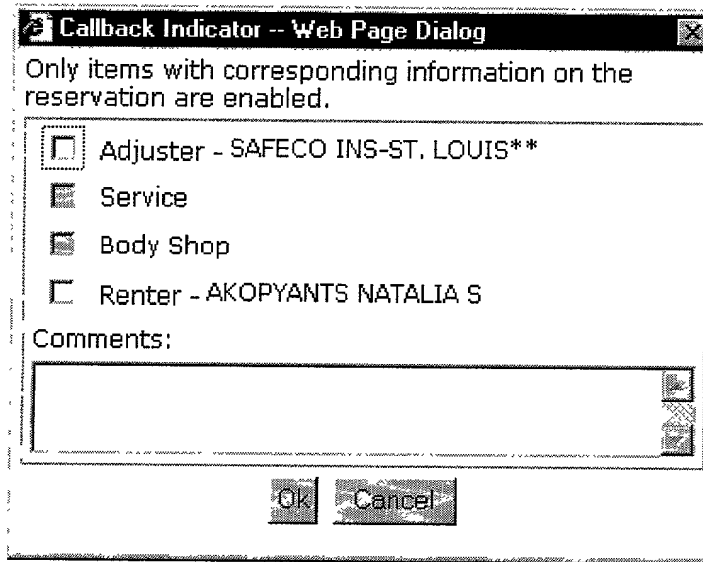 Callback Indicator -- Web Page Dialog
Only items with corresponding information on the
reservation are enabled.
Adjuster - SAFECO INS-ST. LOUIS**
Service
Body Shop
Renter - AKOPYANTS NATALIA S
Comments:
Ok Cancel